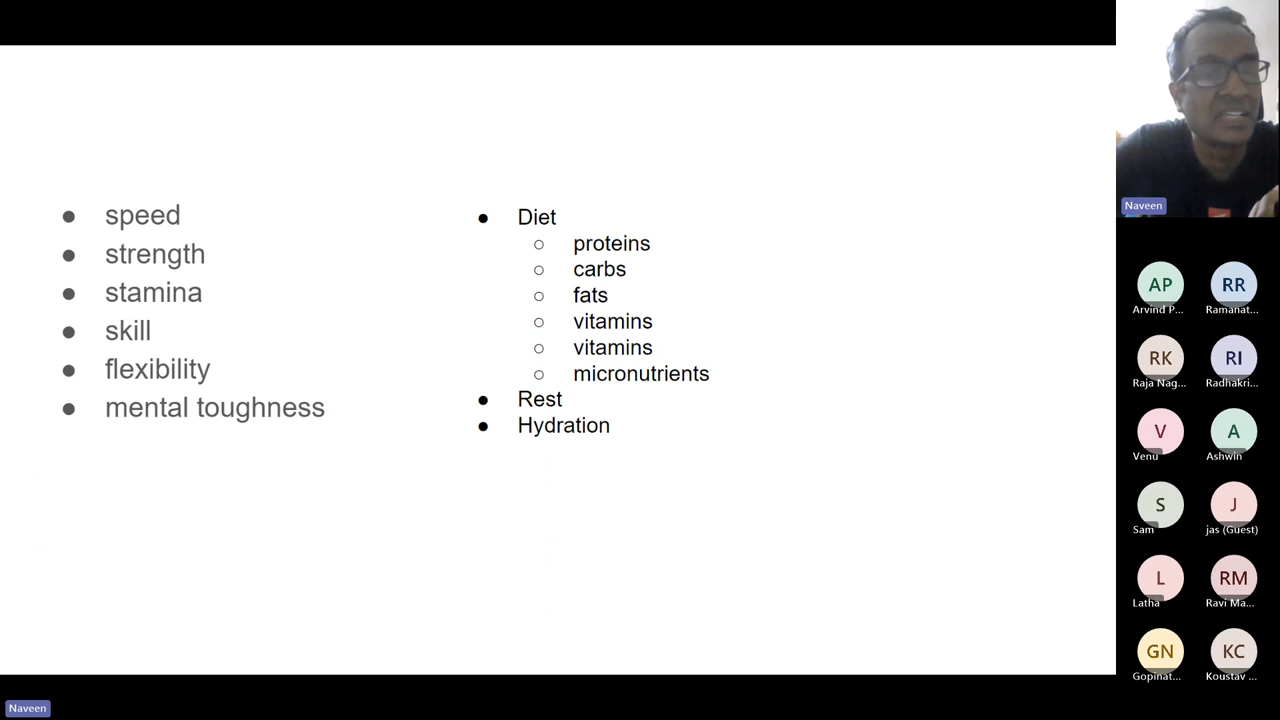 speed
strength
stamina
skill
flexibility
mental toughness
Diet
proteins
carbs
fats
vitamins
vitamins
micronutrients
Rest
Hydration
Naveen
AP
Arvind P...
RR
Ramanat...
RK
Raja Nag...
RI
Radhakri...
V
Venu
A
Ashwin
S
Sam
J
jas (Guest)
L
Latha
RM
Ravi Ma...
GN
Gopinat...
KC
Koustav ...
Naveen